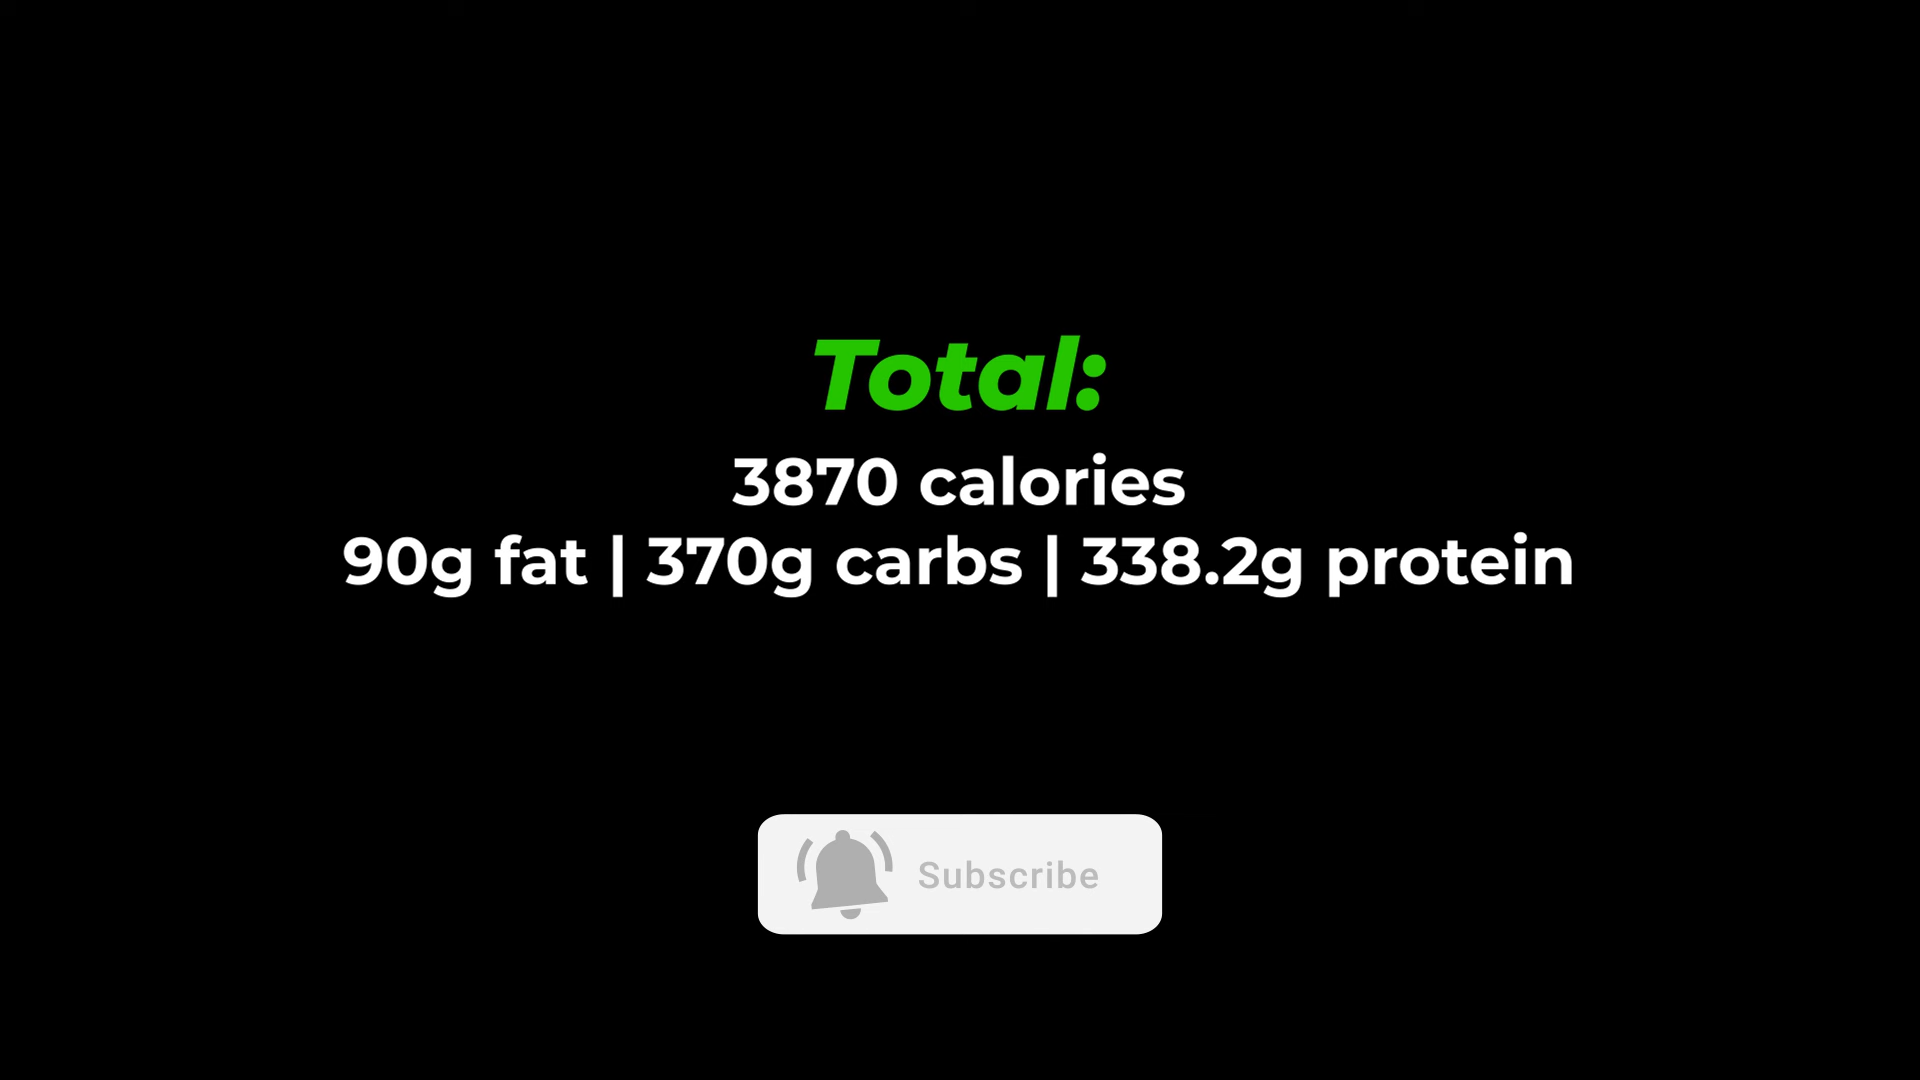 Total:
3870 calories
90g fat | 370g carbs | 338.2g protein
Subscribe